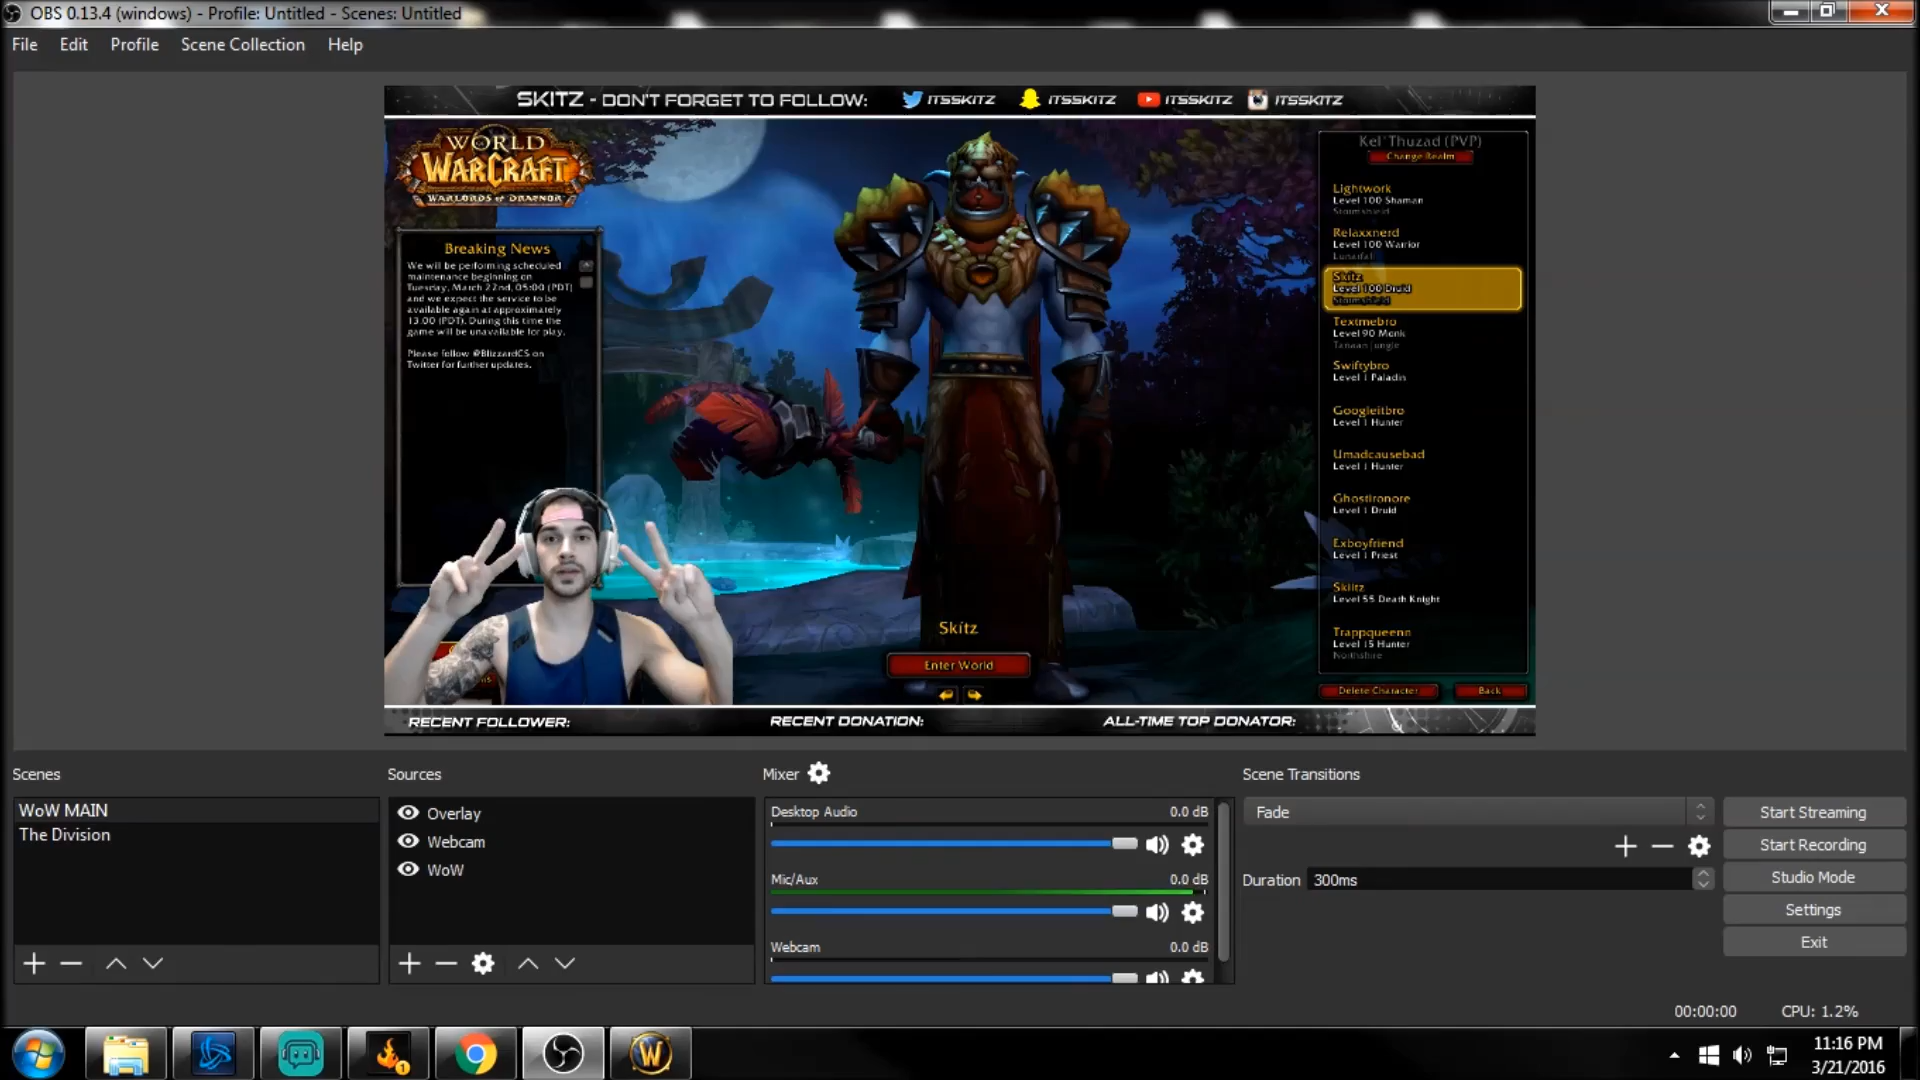 OBS 0.13.4 (windows) - Profile: Untitled - Scenes: Untitled
File Edit Profile Scene Collection Help
SKITZ - DON'T FORGET TO FOLLOW: ITSSKITZ ITSSKITZ ITSSKITZ ITSSKITZ
WORLD
WARCRAFT
WARLORDS OF DRAENOR
Breaking News
We will be performing scheduled
maintenance beginning on
Tuesday, March 22nd, 05:00 (PDT)
and we expect the service to be
available again at approximately
13:00 (PDT). During this time the
game will be unavailable for play.
Please follow @BlizzardCS on
Twitter for further updates.
Kel'Thuzad (PVP)
Change Realm
Lightwork
Level 100 Shaman
Stormshield
Relaxxnerd
Level 100 Warrior
Lunarfall
Skitz
Level 100 Druid
Stormshield
Textmebro
Level 90 Monk
Tanaan Jungle
Swiftybro
Level 1 Paladin
Googleitbro
Level 1 Hunter
Umadcausebad
Level 1 Hunter
Ghostironore
Level 1 Druid
Exboyfriend
Level 1 Priest
Skiitz
Level 55 Death Knight
Trappqueenn
Level 15 Hunter
Northshire
Skítz
Enter World
Delete Character Back
RECENT FOLLOWER: RECENT DONATION: ALL-TIME TOP DONATOR:
Scenes
WoW MAIN
The Division
Sources
Overlay
Webcam
WoW
Mixer
Desktop Audio 0.0 dB
Mic/Aux 0.0 dB
Webcam 0.0 dB
Scene Transitions
Fade
Duration 300ms
Start Streaming
Start Recording
Studio Mode
Settings
Exit
00:00:00 CPU: 1.2%
1
W
11:16 PM
3/21/2016